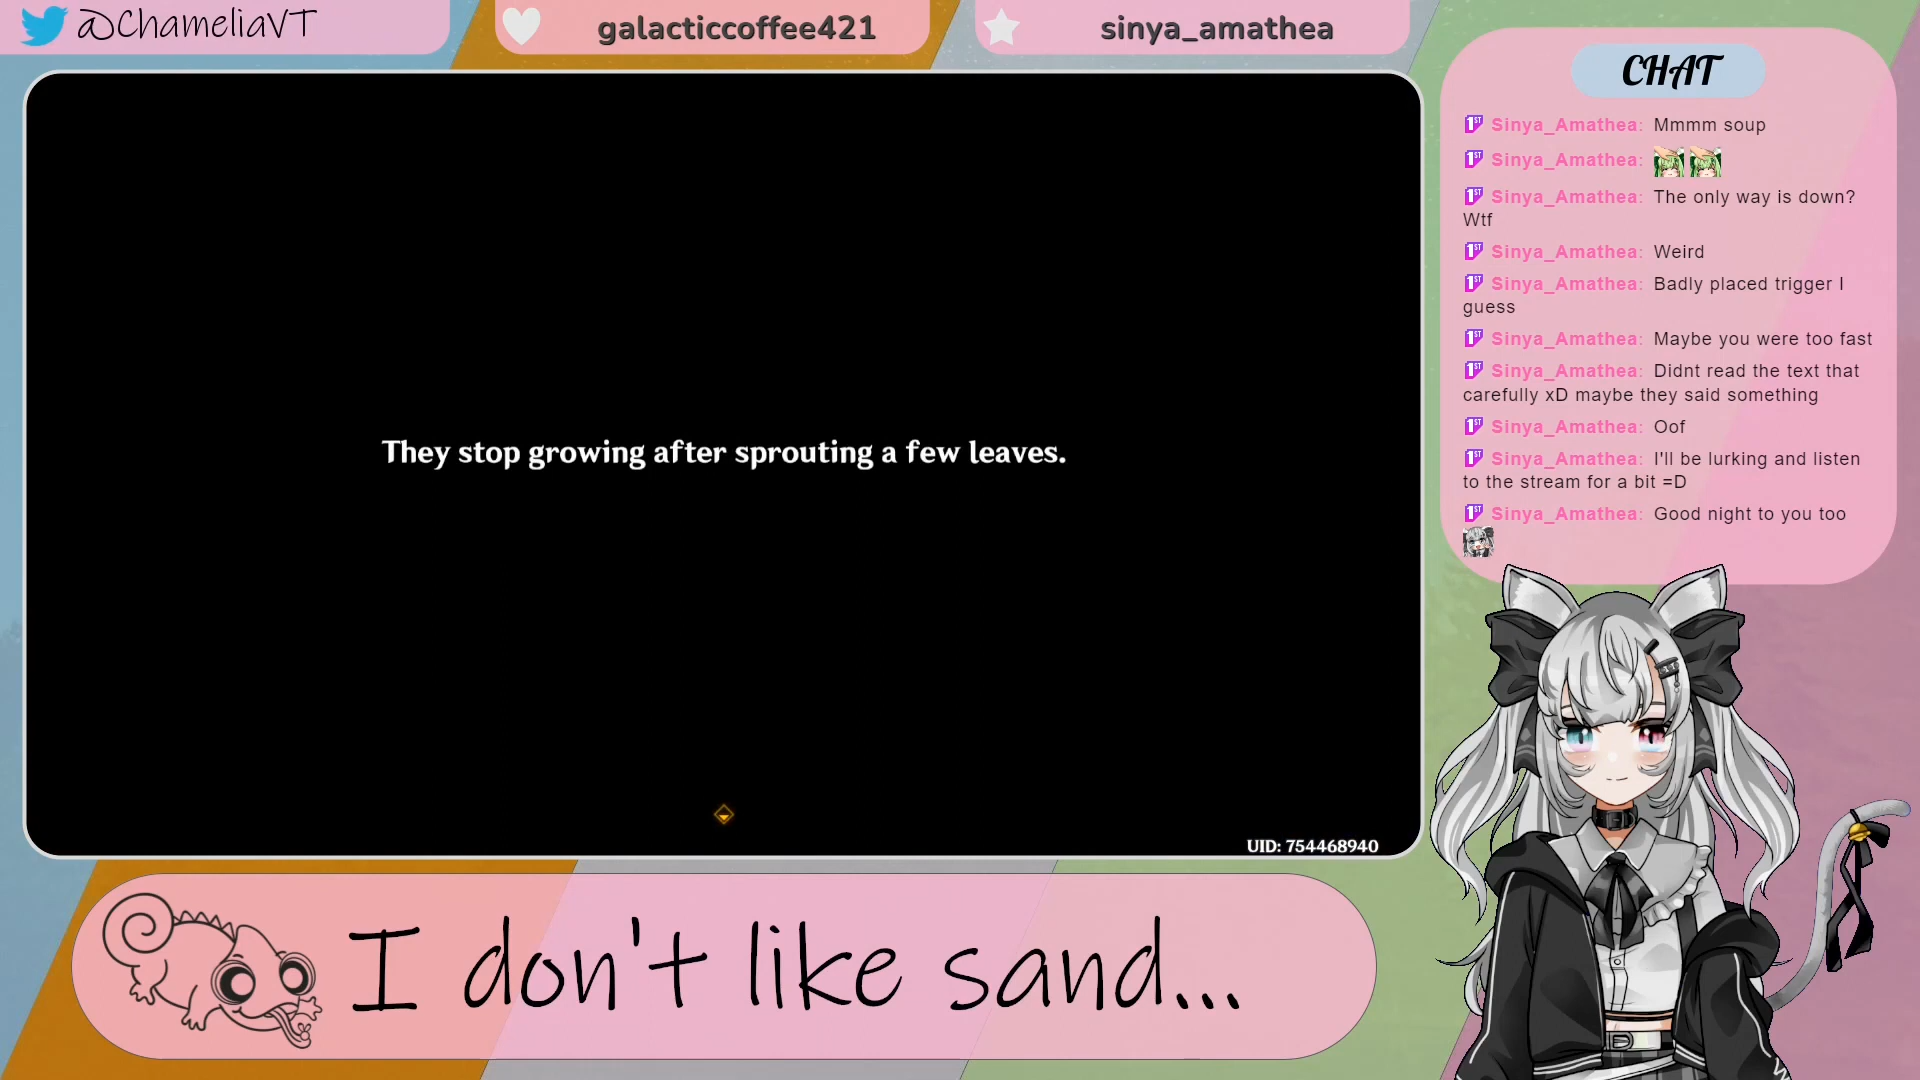 @ChameliaVT
galacticcoffee421
sinya_amathea
CHAT
Sinya_Amathea: Mmmm soup
Sinya_Amathea:
Sinya_Amathea: The only way is down?
Wtf
Sinya_Amathea: Weird
Sinya_Amathea: Badly placed trigger I
guess
Sinya_Amathea: Maybe you were too fast
Sinya_Amathea: Didnt read the text that
carefully xD maybe they said something
Sinya_Amathea: Oof
Sinya_Amathea: I'll be lurking and listen
to the stream for a bit =D
Sinya_Amathea: Good night to you too
They stop growing after sprouting a few leaves.
UID: 754468940
I don't like sand...